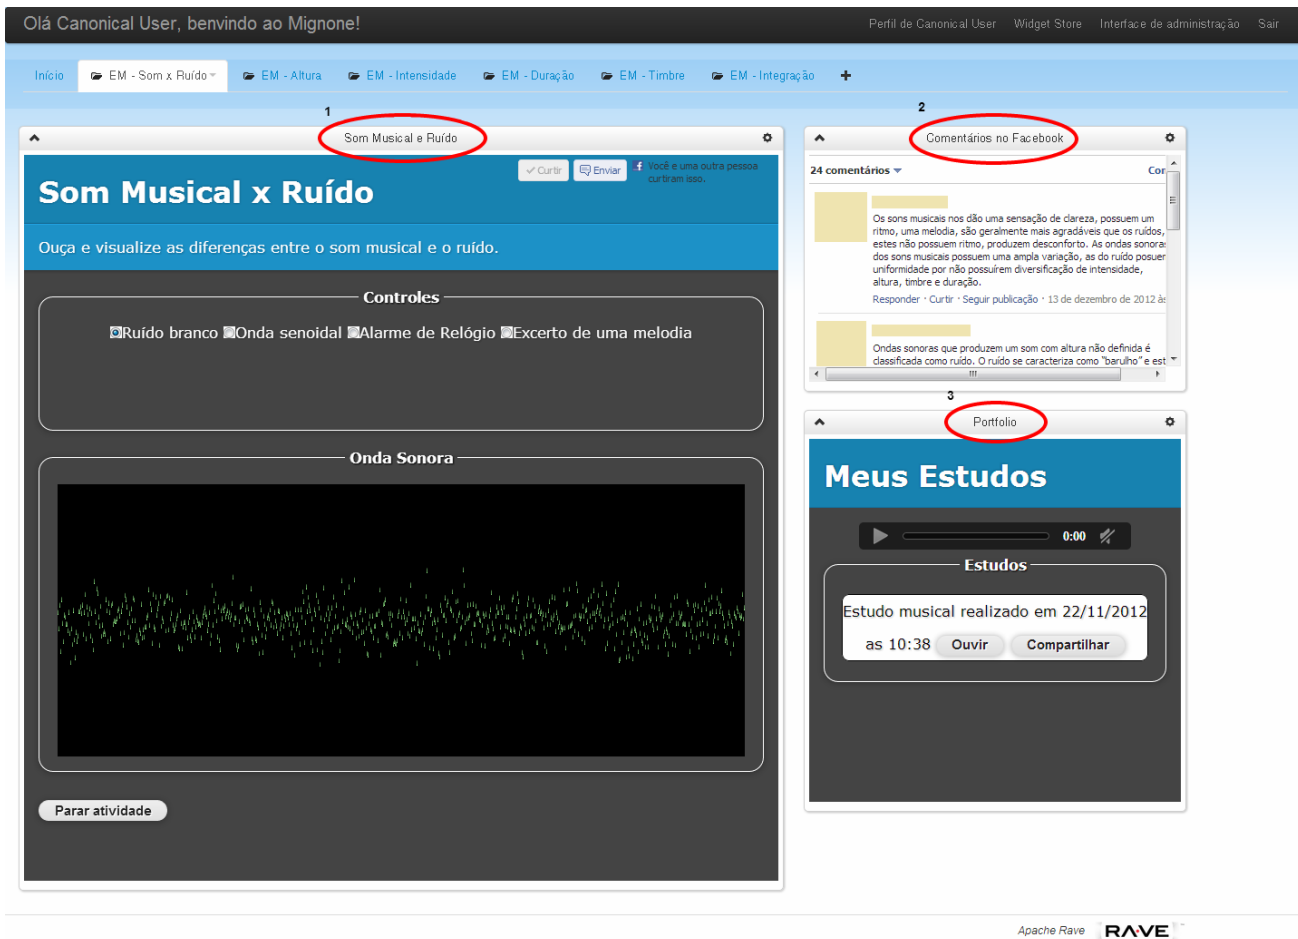 Olá Canonical User, benvindo ao Mignone!
Perfil de Canonical User Widget Store Interface de administração Sair
Início EM - Som x Ruído EM - Altura EM - Intensidade EM - Duração EM - Timbre EM - Integração
1
Som Musical e Ruído
Som Musical x Ruído
Curtir Enviar Você e uma outra pessoa
curtiram isso.
Ouça e visualize as diferenças entre o som musical e o ruído.
Controles
Ruído branco Onda senoidal Alarme de Relógio Excerto de uma melodia
Onda Sonora
Parar atividade
2
Comentários no Facebook
24 comentários Cor
Os sons musicais nos dão uma sensação de clareza, possuem um
ritmo, uma melodia, são geralmente mais agradáveis que os ruídos,
estes não possuem ritmo, produzem desconforto. As ondas sonoras
dos sons musicais possuem uma ampla variação, as do ruído possuem
uniformidade por não possuírem diversificação de intensidade,
altura, timbre e duração.
Responder · Curtir · Seguir publicação · 13 de dezembro de 2012 às
Ondas sonoras que produzem um som com altura não definida é
classificada como ruído. O ruído se caracteriza como "barulho" e est
3
Portfolio
Meus Estudos
0:00
Estudos
Estudo musical realizado em 22/11/2012
as 10:38 Ouvir Compartilhar
Apache Rave RAVE